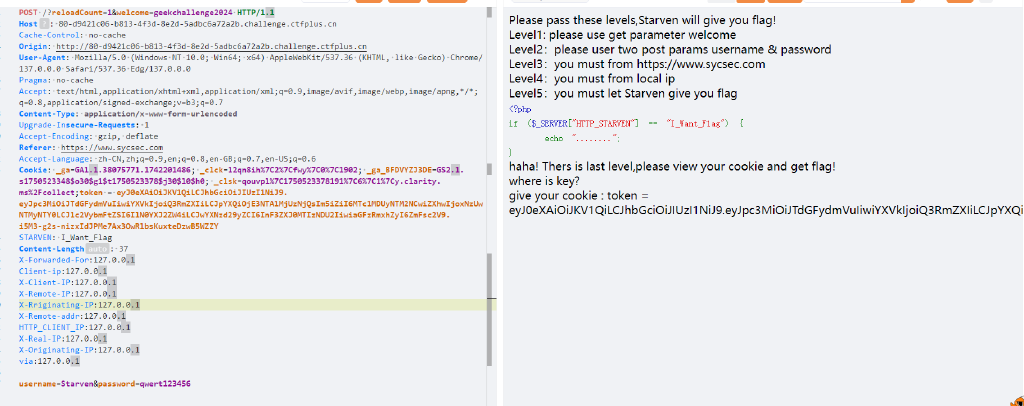 POST /?reloadCount=1&welcome=geekchallenge2024 HTTP/1.1
Host ? : 80-d9421c06-b813-4f3d-8e2d-5adbc6a72a2b.challenge.ctfplus.cn
Cache-Control: no-cache
Origin: http://80-d9421c06-b813-4f3d-8e2d-5adbc6a72a2b.challenge.ctfplus.cn
User-Agent: Mozilla/5.0 (Windows NT 10.0; Win64; x64) AppleWebKit/537.36 (KHTML, like Gecko) Chrome/
137.0.0.0 Safari/537.36 Edg/137.0.0.0
Pragma: no-cache
Accept: text/html,application/xhtml+xml,application/xml;q=0.9,image/avif,image/webp,image/apng,*/*;
q=0.8,application/signed-exchange;v=b3;q=0.7
Content-Type: application/x-www-form-urlencoded
Upgrade-Insecure-Requests: 1
Accept-Encoding: gzip, deflate
Referer: https://www.sycsec.com
Accept-Language: zh-CN,zh;q=0.9,en;q=0.8,en-GB;q=0.7,en-US;q=0.6
Cookie: _ga=GA1.1.38075771.1742201486; _clck=12qm8ih%7C2%7Cfwy%7C0%7C1902; _ga_BFDVYZJ3DE=GS2.1.
s1750523348$o30$g1$t1750523378$j30$l0$h0; _clsk=qouvpl%7C1750523378191%7C6%7C1%7Cy.clarity.
ms%2Fcollect;token =
STARVEN: I_Want_Flag
Content-Length auto : 37
X-Forwarded-For:127.0.0.1
Client-ip:127.0.0.1
X-Client-IP:127.0.0.1
X-Remote-IP:127.0.0.1
X-Rriginating-IP:127.0.0.1
X-Remote-addr:127.0.0.1
HTTP_CLIENT_IP:127.0.0.1
X-Real-IP:127.0.0.1
X-Originating-IP:127.0.0.1
via:127.0.0.1
username=Starven&password=qwert123456
Please pass these levels,Starven will give you flag!
Level1: please use get parameter welcome
Level2：please user two post params username & password
Level3：you must from https://www.sycsec.com
Level4：you must from local ip
Level5：you must let Starven give you flag
<?php
if ($_SERVER["HTTP_STARVEN"] == "I_Want_Flag") {
echo "........";
}
haha! Thers is last level,please view your cookie and get flag!
where is key?
give your cookie : token =